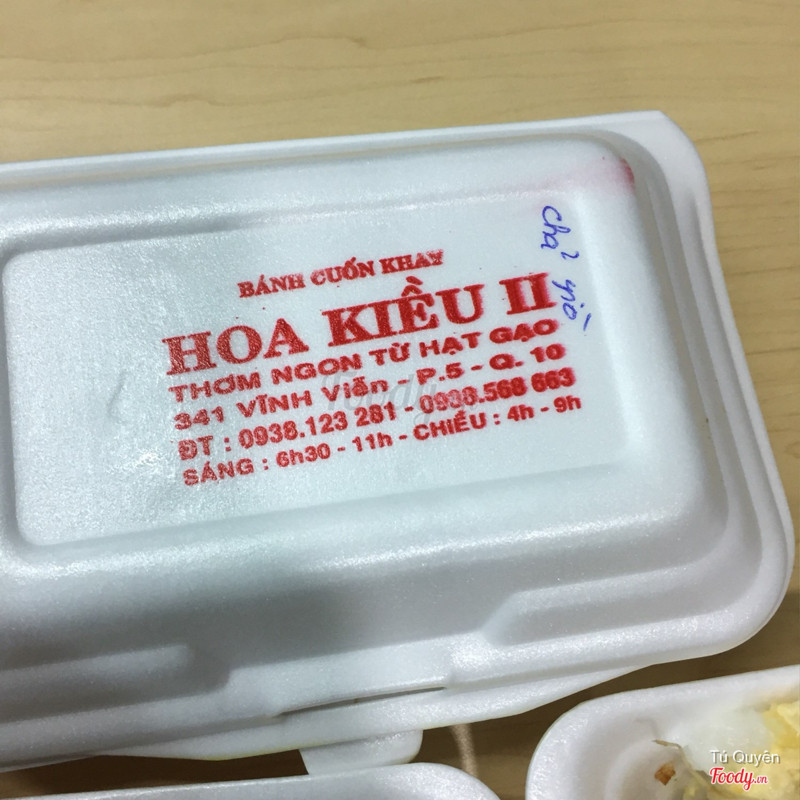 BÁNH CUỐN KHAY
HOA KIỀU II
THƠM NGON TỪ HẠT GẠO
341 VĨNH Viễn - P.5 - Q. 10
ĐT : 0938.123 281 - 0938.568 663
SÁNG : 6h30 - 11h - CHIỀU : 4h - 9h
chả giò
Foody
Tú Quyên
Foody.vn